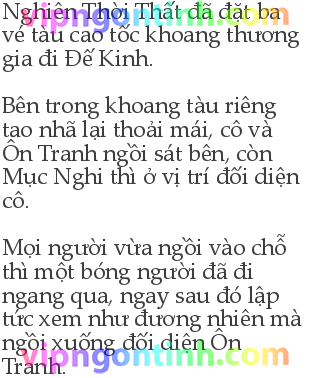 Nghiên Thời Thất đã đặt ba
vé tàu cao tốc khoang thương
gia đi Đế Kinh.
Bên trong khoang tàu riêng
tao nhã lại thoải mái, cô và
Ôn Tranh ngồi sát bên, còn
Mục Nghi thì ở vị trí đối diện
cô.
Mọi người vừa ngồi vào chỗ
thì một bóng người đã đi
ngang qua, ngay sau đó lập
tức xem như đương nhiên mà
ngồi xuống đối diện Ôn
Tranh.
vipngontinh.com
vipngontinh.com